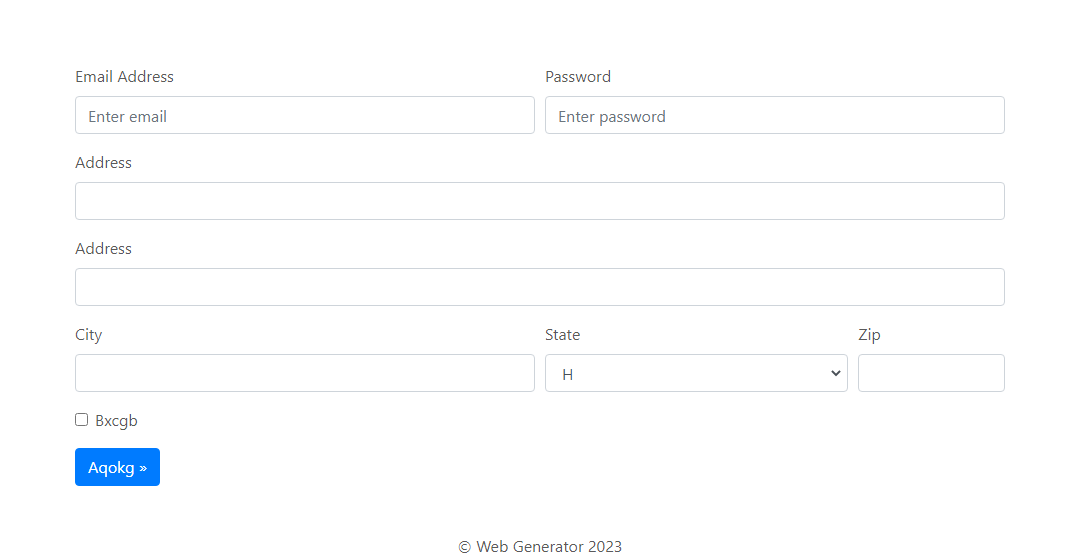 Email Address Password
Enter email Enter password
Address
Address
City State Zip
H
Bxcgb
Aqokg »
© Web Generator 2023